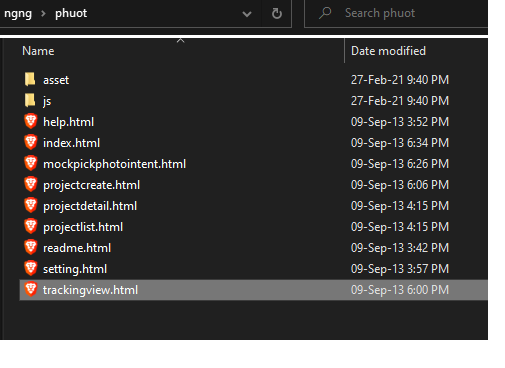 ngng > phuot Search phuot
Name Date modified
asset 27-Feb-21 9:40 PM
js 27-Feb-21 9:40 PM
help.html 09-Sep-13 3:52 PM
index.html 09-Sep-13 6:34 PM
mockpickphotointent.html 09-Sep-13 6:26 PM
projectcreate.html 09-Sep-13 6:06 PM
projectdetail.html 09-Sep-13 4:15 PM
projectlist.html 09-Sep-13 4:15 PM
readme.html 09-Sep-13 3:42 PM
setting.html 09-Sep-13 3:57 PM
trackingview.html 09-Sep-13 6:00 PM